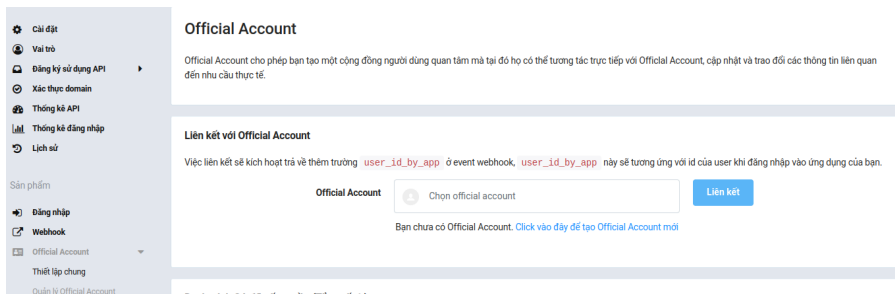 Official Account
Cài đặt
Vai trò
Official Account cho phép bạn tạo một cộng đồng người dùng quan tâm mà tại đó họ có thể tương tác trực tiếp với Official Account, cập nhật và trao đổi các thông tin liên quan
đến nhu cầu thực tế.
Đăng ký sử dụng API
Xác thực domain
Thống kê API
Thống kê đăng nhập
Lịch sử
Liên kết với Official Account
Việc liên kết sẽ kích hoạt trả về thêm trường user_id_by_app ở event webhook, user_id_by_app này sẽ tương ứng với id của user khi đăng nhập vào ứng dụng của bạn.
Sản phẩm
Official Account
Chọn official account
Liên kết
Bạn chưa có Official Account. Click vào đây để tạo Official Account mới
Đăng nhập
Webhook
Official Account
Thiết lập chung
Quản lý Official Account